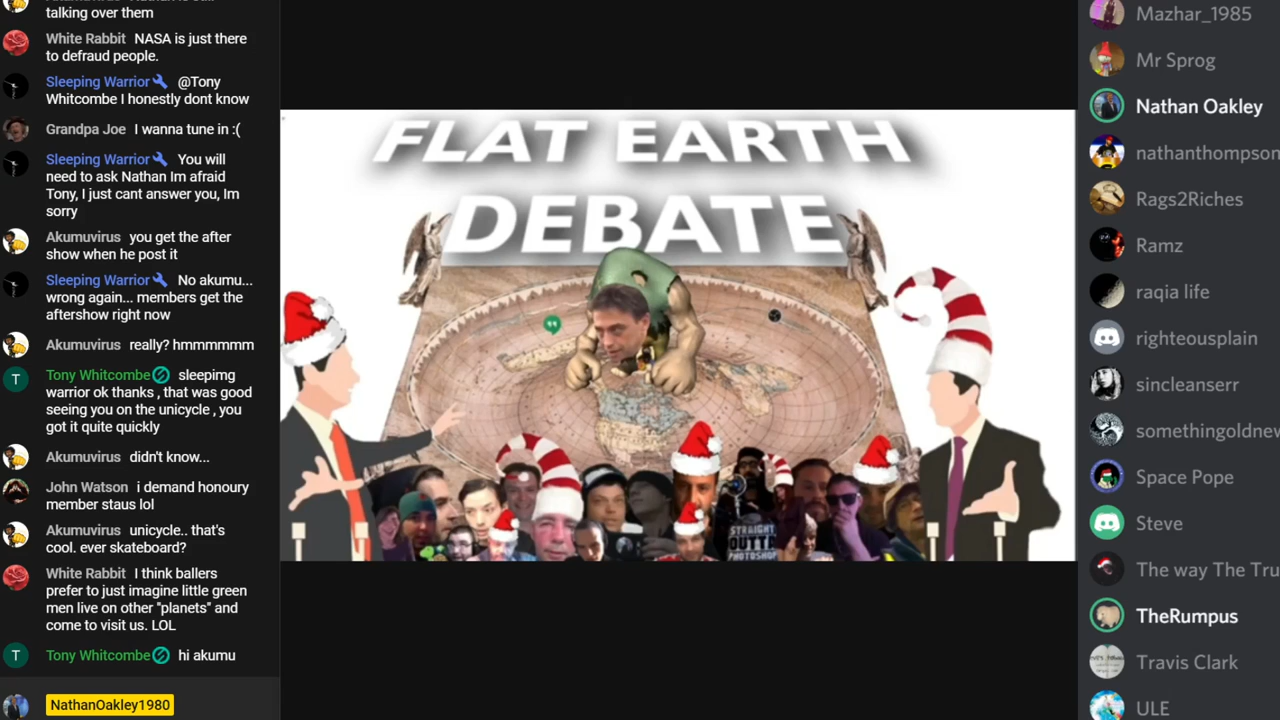 talking over them
White Rabbit NASA is just there
to defraud people.
Sleeping Warrior @Tony
Whitcombe I honestly dont know
Grandpa Joe I wanna tune in :(
Sleeping Warrior You will
need to ask Nathan Im afraid
Tony, I just cant answer you, Im
sorry
Akumuvirus you get the after
show when he post it
Sleeping Warrior No akumu...
wrong again... members get the
aftershow right now
Akumuvirus really? hmmmmmm
Tony Whitcombe sleepimg
warrior ok thanks , that was good
seeing you on the unicycle , you
got it quite quickly
Akumuvirus didn't know...
John Watson i demand honoury
member staus lol
Akumuvirus unicycle.. that's
cool. ever skateboard?
White Rabbit I think ballers
prefer to just imagine little green
men live on other "planets" and
come to visit us. LOL
Tony Whitcombe hi akumu
NathanOakley1980
FLAT EARTH
DEBATE
STRAIGHT
OUTTA
PHOTOSHOP
Mazhar_1985
Mr Sprog
Nathan Oakley
nathanthompson
Rags2Riches
Ramz
raqia life
righteousplain
sincleanserr
somethingoldnew
Space Pope
Steve
The way The Tru
TheRumpus
Travis Clark
ULE